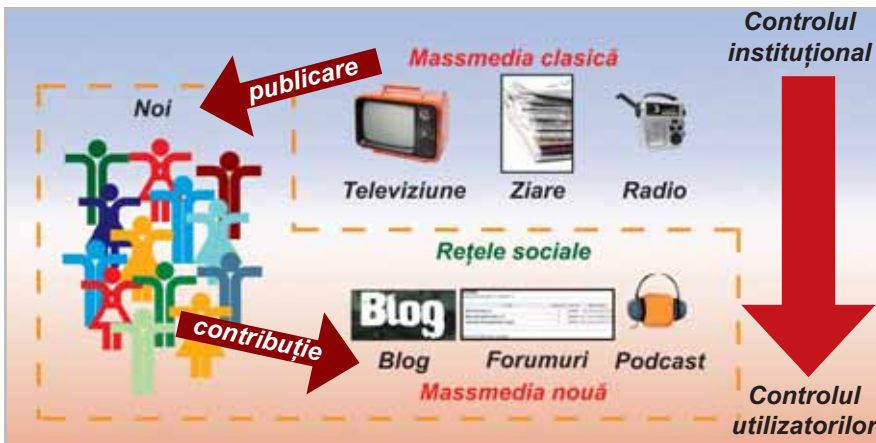 Controlul
instituțional
Massmedia clasică
publicare
Noi
Televiziune
Ziare
Radio
Rețele sociale
Blog
contribuție
Blog
Forumuri
Podcast
Massmedia nouă
Controlul
utilizatorilor